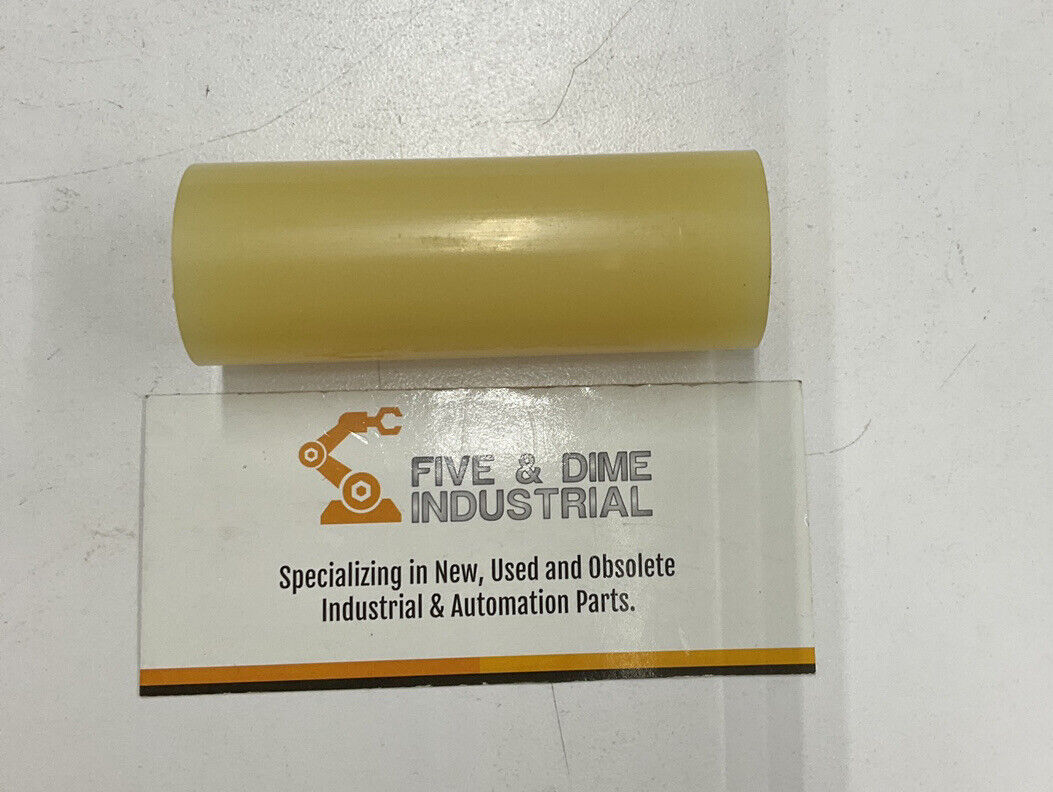 FIVE & DIME
INDUSTRIAL
Specializing in New, Used and Obsolete
Industrial & Automation Parts.